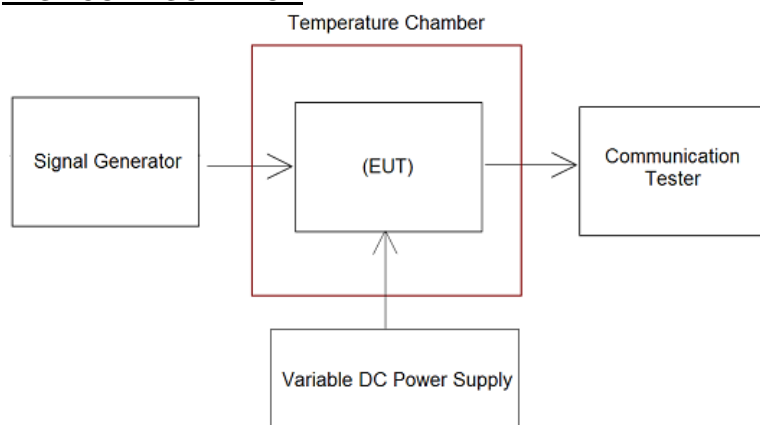 Temperature Chamber
Signal Generator
(EUT)
Communication
Tester
Variable DC Power Supply